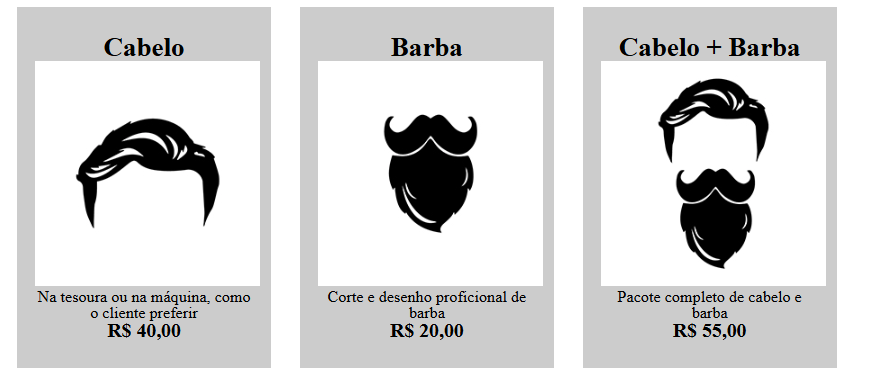 Cabelo
Na tesoura ou na máquina, como
o cliente preferir
R$ 40,00
Barba
Corte e desenho proficional de
barba
R$ 20,00
Cabelo + Barba
Pacote completo de cabelo e
barba
R$ 55,00